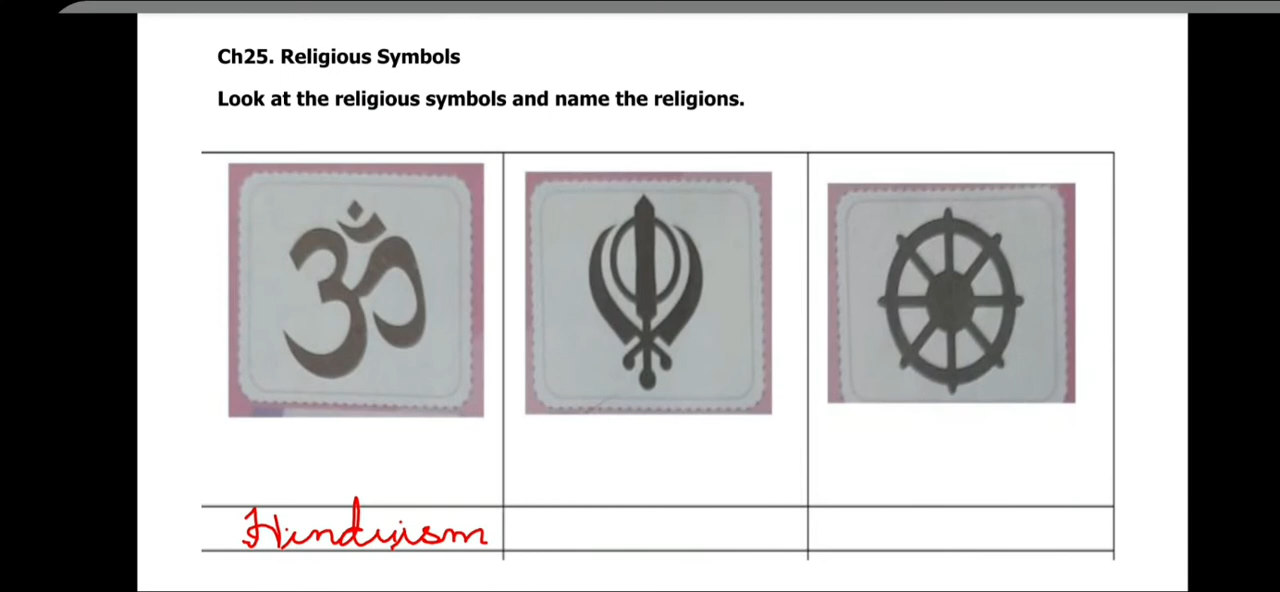 Ch25. Religious Symbols
Look at the religious symbols and name the religions.
ॐ
Hinduism